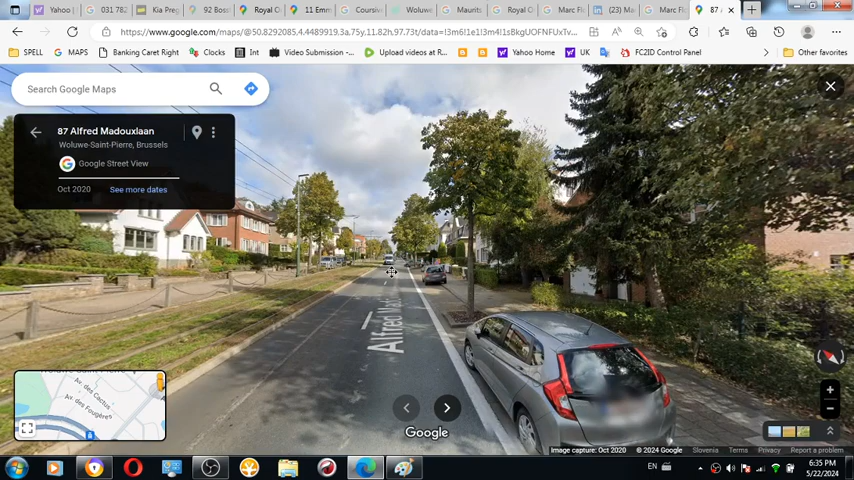 Yahoo
031 782
Kia Preg
92 Boss
Royal O
11 Emm
Coursiv
Woluwe
Maurits
Royal O
Marc Fl
(23) Ma
Marc Fl
87 A
https://www.google.com/maps/@50.8292085,4.4489919,3a,75y,11.82h,97.73t/data=!3m6!1e1!3m4!1sBkgUOFNFUxTv...
SPELL
MAPS
Banking Caret Right
Clocks
Int
Video Submission -...
Upload videos at R...
Yahoo Home
UK
FC2ID Control Panel
Other favorites
Search Google Maps
87 Alfred Madouxlaan
Woluwe-Saint-Pierre, Brussels
Google Street View
Oct 2020 See more dates
Alfred Mado
Av. des Cactus
Av. des Fougères
Google
Image capture: Oct 2020 © 2024 Google Slovenia Terms Privacy Report a problem
EN
6:35 PM
5/22/2024